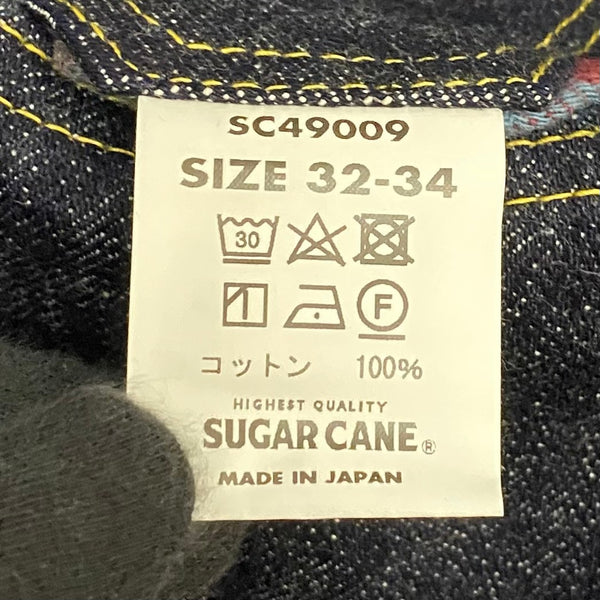 SC49009
SIZE 32-34
30
F
コットン 100%
HIGHEST QUALITY
SUGAR CANE®
MADE IN JAPAN